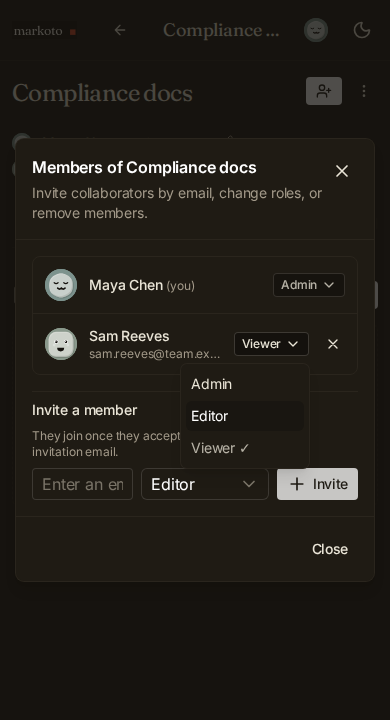 markoto
Compliance ...
Compliance docs
Members of Compliance docs
Invite collaborators by email, change roles, or
remove members.
Maya Chen (you)
Admin
Sam Reeves
sam.reeves@team.ex...
Viewer
Admin
Editor
Viewer ✓
Invite a member
They join once they accept
invitation email.
Enter an en
Editor
Invite
Close